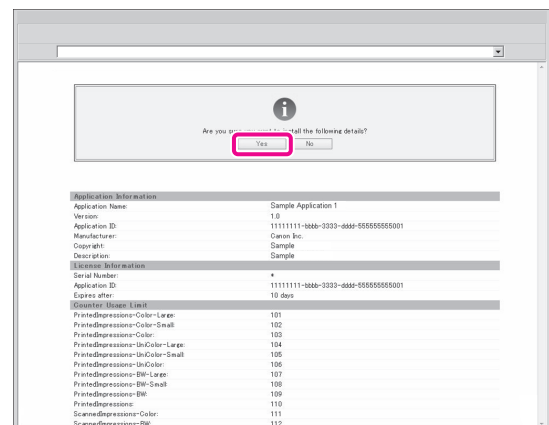 Are you sure you want to install the following details?
Yes No
Application Information
Application Name: Sample Application 1
Version: 1.0
Application ID: 11111111-bbbb-3333-dddd-555555555001
Manufacturer: Canon Inc.
Copyright: Sample
Description: Sample
License Information
Serial Number: *
Application ID: 11111111-bbbb-3333-dddd-555555555001
Expires after: 10 days
Counter Usage Limit
PrintedImpressions-Color-Large: 101
PrintedImpressions-Color-Small: 102
PrintedImpressions-Color: 103
PrintedImpressions-UniColor-Large: 104
PrintedImpressions-UniColor-Small: 105
PrintedImpressions-UniColor: 106
PrintedImpressions-BW-Large: 107
PrintedImpressions-BW-Small: 108
PrintedImpressions-BW: 109
PrintedImpressions: 110
ScannedImpressions-Color: 111
ScannedImpressions-BW: 112